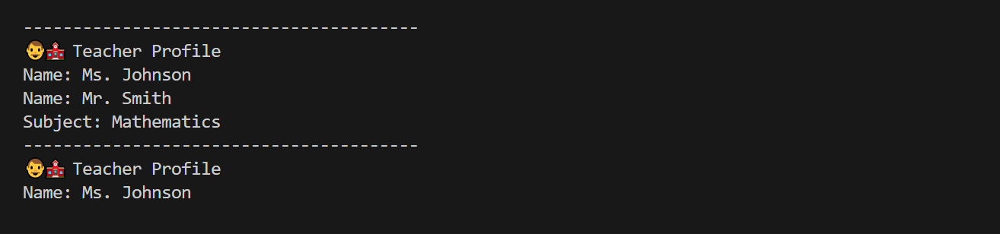 ----------------------------------------
👨‍🏫 Teacher Profile
Name: Ms. Johnson
Name: Mr. Smith
Subject: Mathematics
----------------------------------------
👨‍🏫 Teacher Profile
Name: Ms. Johnson